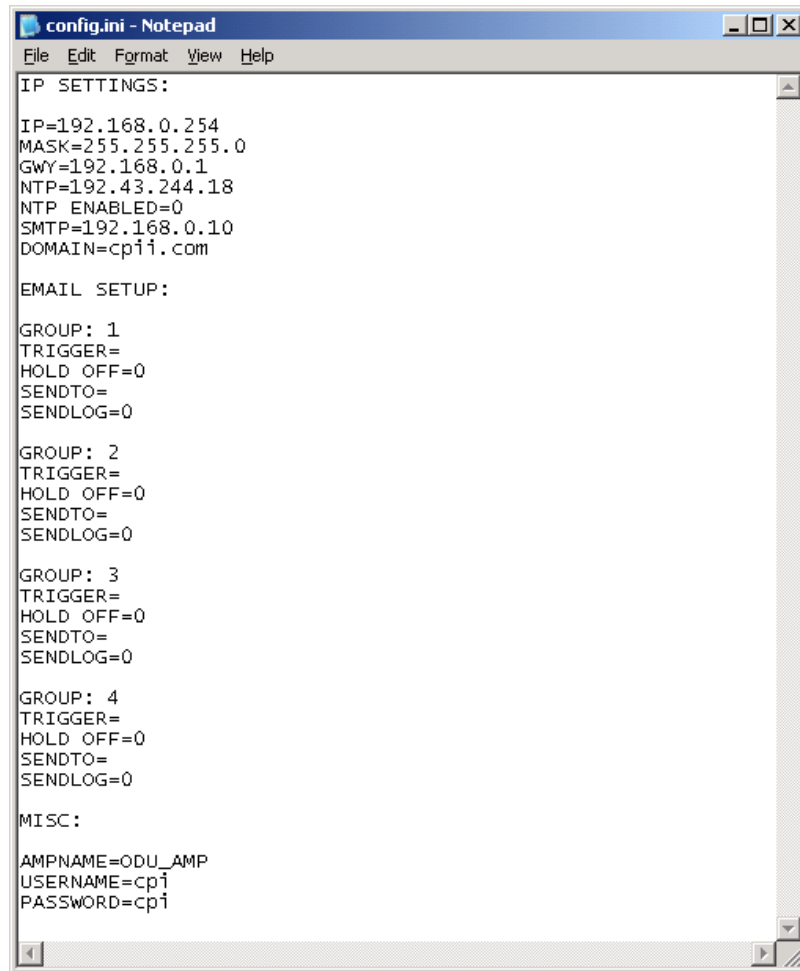 config.ini - Notepad
File Edit Format View Help
IP SETTINGS:
IP=192.168.0.254
MASK=255.255.255.0
GWY=192.168.0.1
NTP=192.43.244.18
NTP ENABLED=0
SMTP=192.168.0.10
DOMAIN=cpii.com
EMAIL SETUP:
GROUP: 1
TRIGGER=
HOLD OFF=0
SENDTO=
SENDLOG=0
GROUP: 2
TRIGGER=
HOLD OFF=0
SENDTO=
SENDLOG=0
GROUP: 3
TRIGGER=
HOLD OFF=0
SENDTO=
SENDLOG=0
GROUP: 4
TRIGGER=
HOLD OFF=0
SENDTO=
SENDLOG=0
MISC:
AMPNAME=ODU_AMP
USERNAME=cpi
PASSWORD=cpi